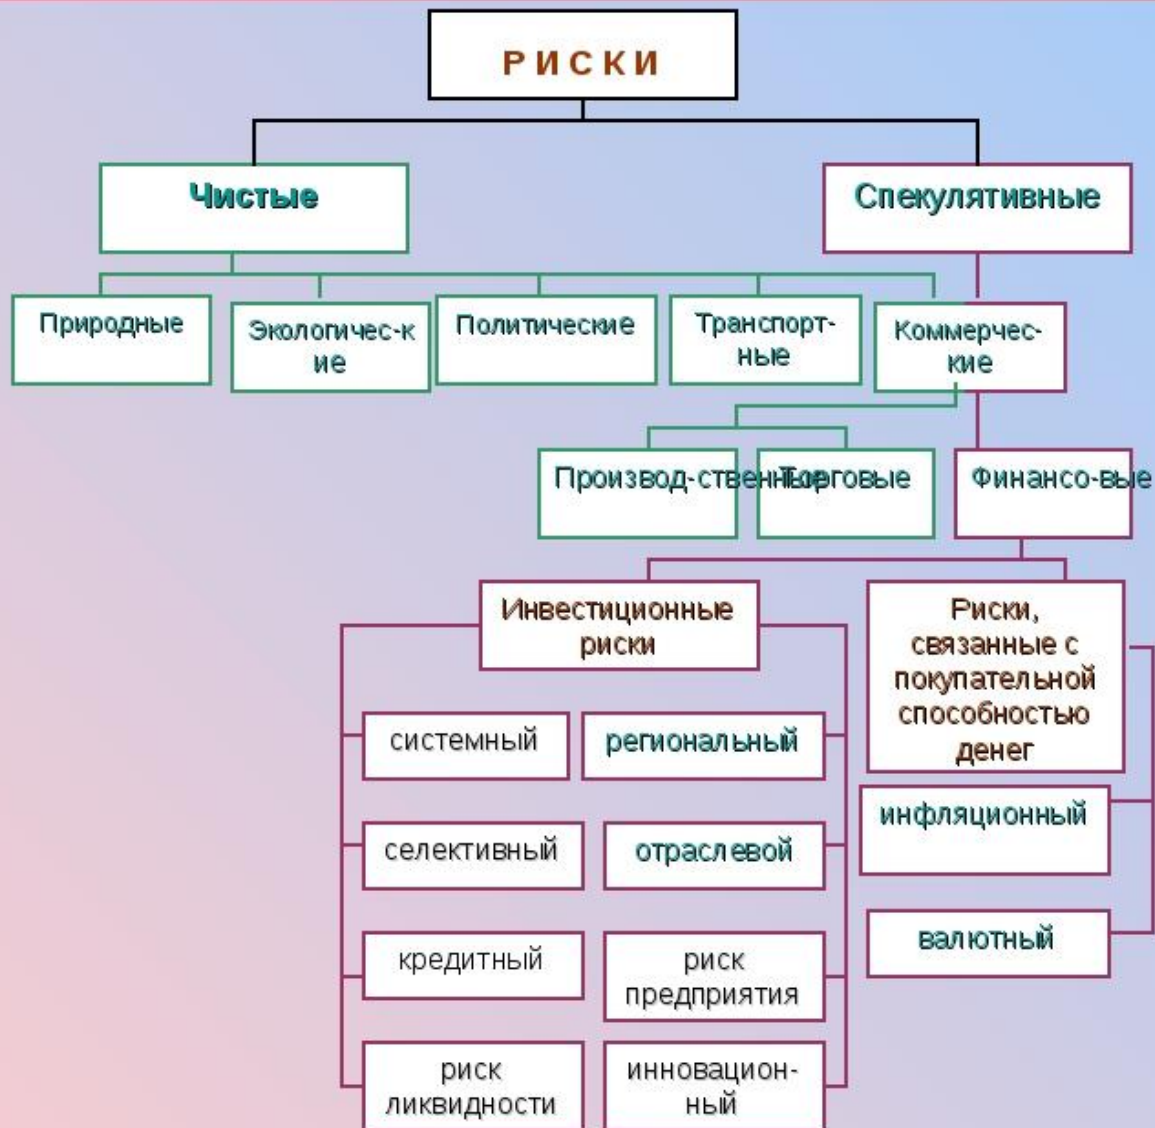 РИСКИ
Чистые
Спекулятивные
Природные
Экологичес-к
ие
Политические
Транспорт-
ные
Коммерчес-
кие
Производ-ственные
Торговые
Финансо-вые
Инвестиционные
риски
Риски,
связанные с
покупательной
способностью
денег
системный
региональный
инфляционный
селективный
отраслевой
валютный
кредитный
риск
предприятия
риск
ликвидности
инновацион-
ный